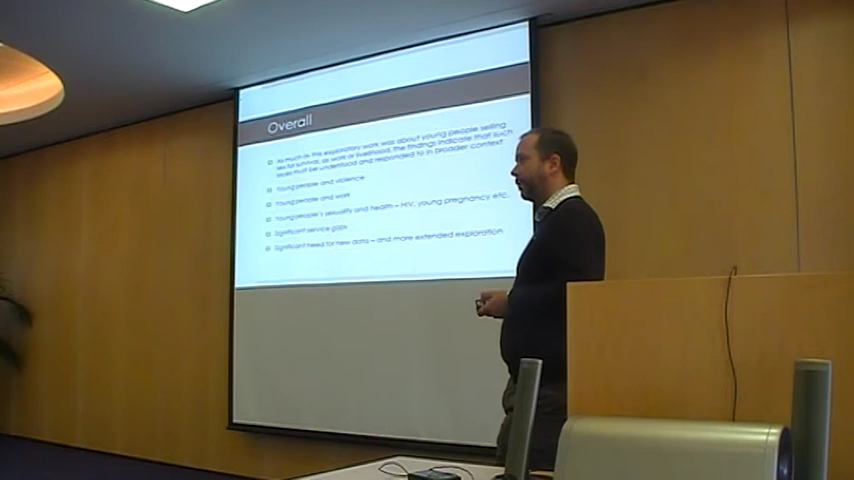 Overall
As much as this exploratory work was about young people selling
sex for survival, as work or livelihood, the findings indicate that such
issues must be understood and responded to in broader context
Young people and violence
Young people and work
Young people's sexuality and health – HIV, young pregnancy etc.
Significant service gaps
Significant need for new data – and more extended exploration